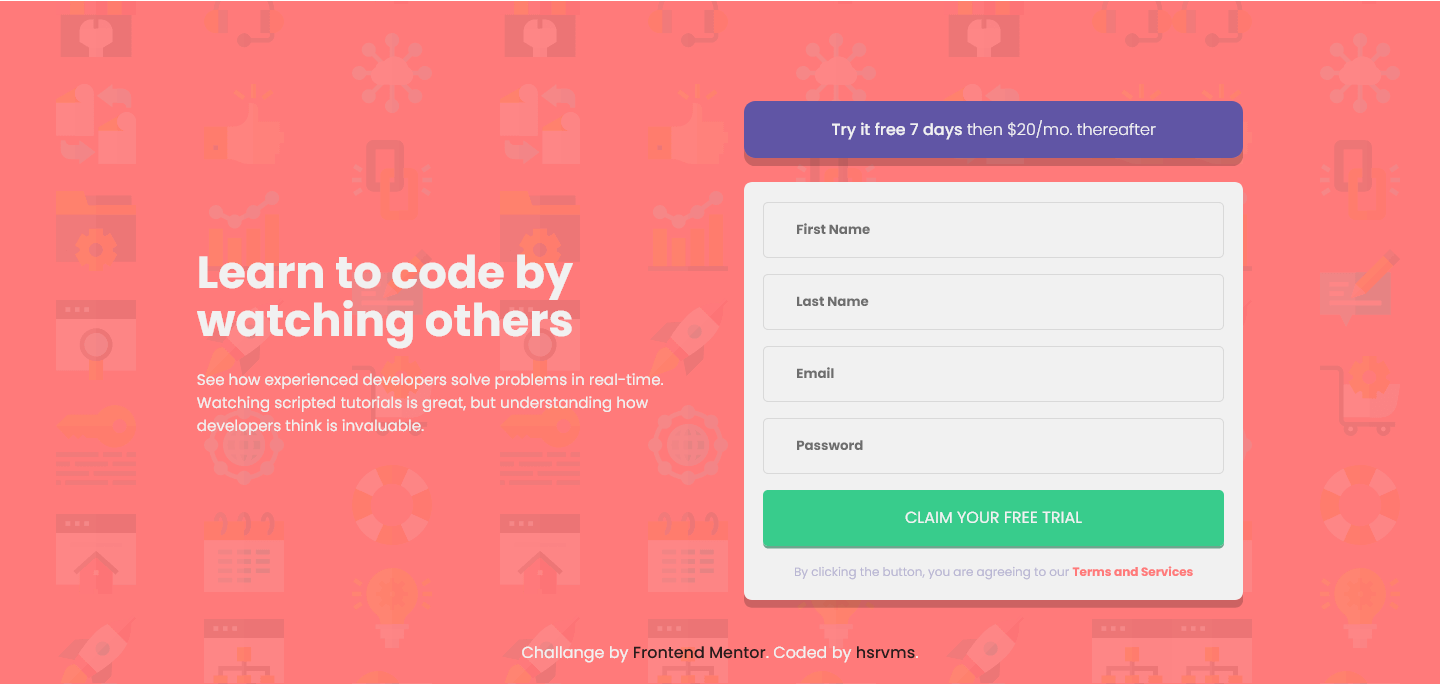 Learn to code by
watching others
See how experienced developers solve problems in real-time.
Watching scripted tutorials is great, but understanding how
developers think is invaluable.
Try it free 7 days then $20/mo. thereafter
First Name
Last Name
Email
Password
CLAIM YOUR FREE TRIAL
By clicking the button, you are agreeing to our Terms and Services
Challange by Frontend Mentor. Coded by hsrvms.